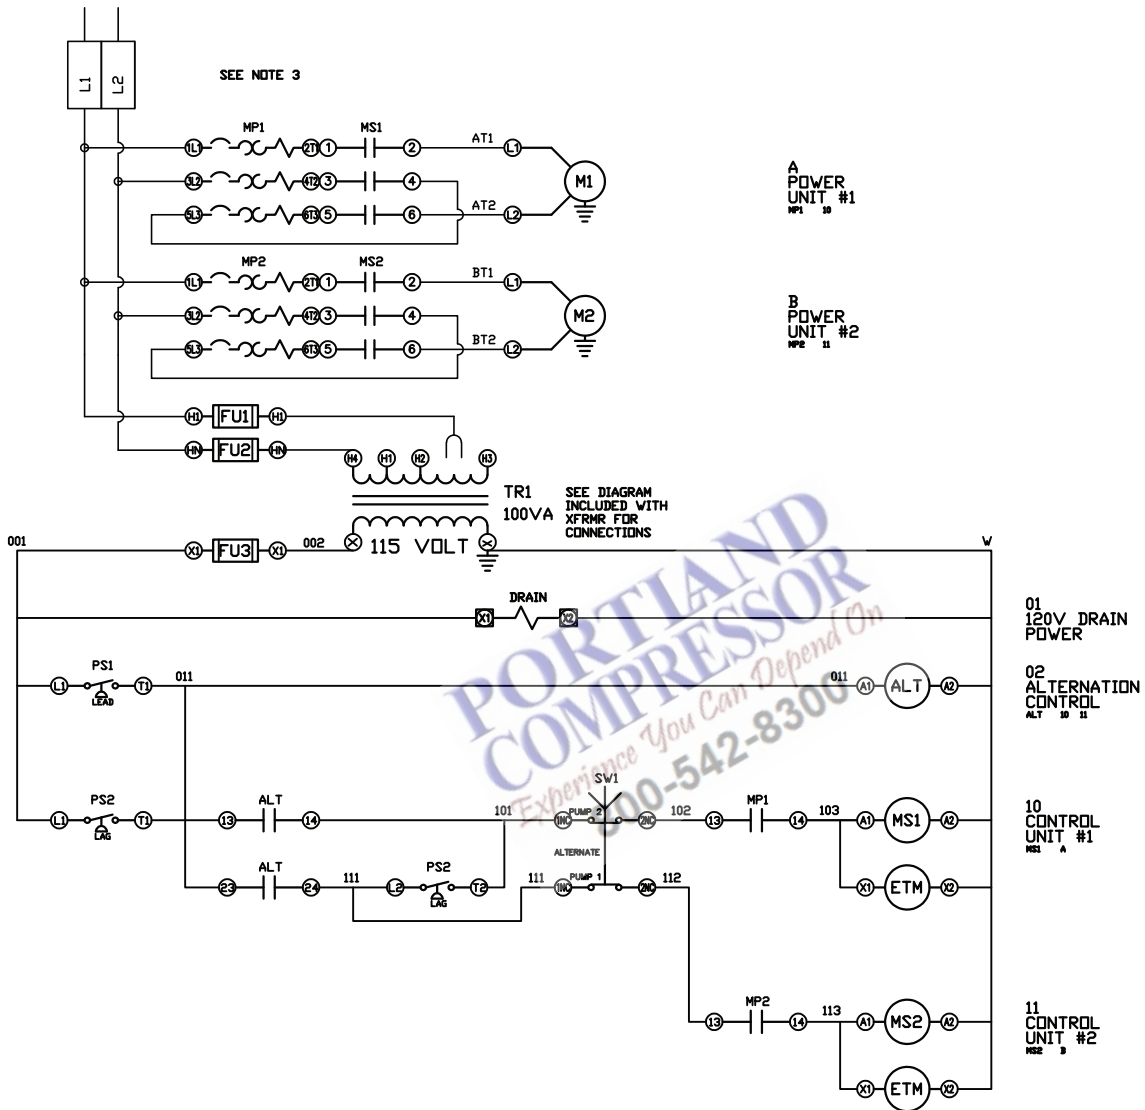 L1 L2
SEE NOTE 3
MP1 MS1
1L1 2T1 1 2 AT1 L1
3L2 4T2 3 4 M1
5L3 6T3 5 6 AT2 L2
A
POWER
UNIT #1
MP1 10
MP2 MS2
1L1 2T1 1 2 BT1 L1
3L2 4T2 3 4 M2
5L3 6T3 5 6 BT2 L2
B
POWER
UNIT #2
MP2 11
H1 FU1 H1
HN FU2 HN
H4 H1 H2 H3
TR1
100VA
SEE DIAGRAM
INCLUDED WITH
XFRMR FOR
CONNECTIONS
001 X1 FU3 X1 002 X 115 VOLT X W
DRAIN
X1 X2
01
120V DRAIN
POWER
PS1
L1 T1 011 011 A1 ALT A2
LEAD
02
ALTERNATION
CONTROL
ALT 10 11
PORTLAND
COMPRESSOR
Experience You Can Depend On
800-542-8300
SW1
PS2 ALT MP1
L1 T1 13 14 101 1NC PUMP 2 2NC 102 13 14 103 A1 MS1 A2
LAG
10
CONTROL
UNIT #1
MS1 A
ALTERNATE
ALT PS2
23 24 111 L2 T2 111 1NC PUMP 1 2NC 112 X1 ETM X2
LAG
MP2
13 14 113 A1 MS2 A2
11
CONTROL
UNIT #2
MS2 B
X1 ETM X2